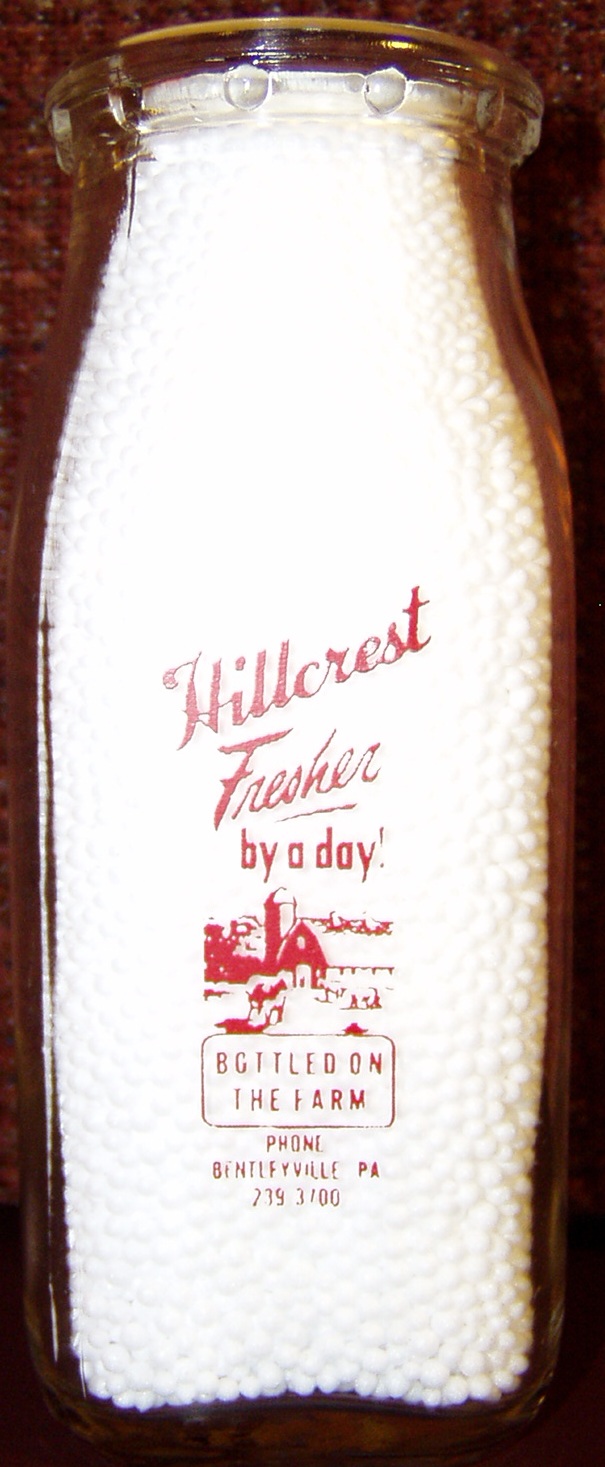 Hillcrest
Fresher
by a day!
BOTTLED ON
THE FARM
PHONE
BENTLEYVILLE PA
239 3700